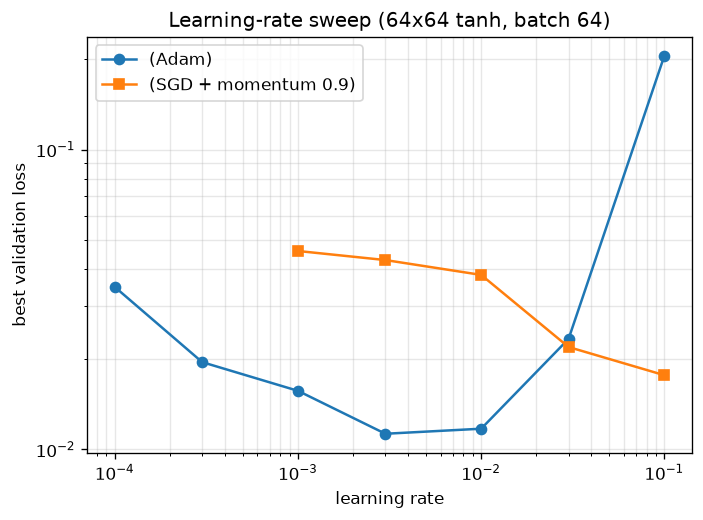 Learning-rate sweep (64x64 tanh, batch 64)
(Adam)
(SGD + momentum 0.9)
best validation loss
10⁻¹
10⁻²
10⁻⁴
10⁻³
10⁻²
10⁻¹
learning rate